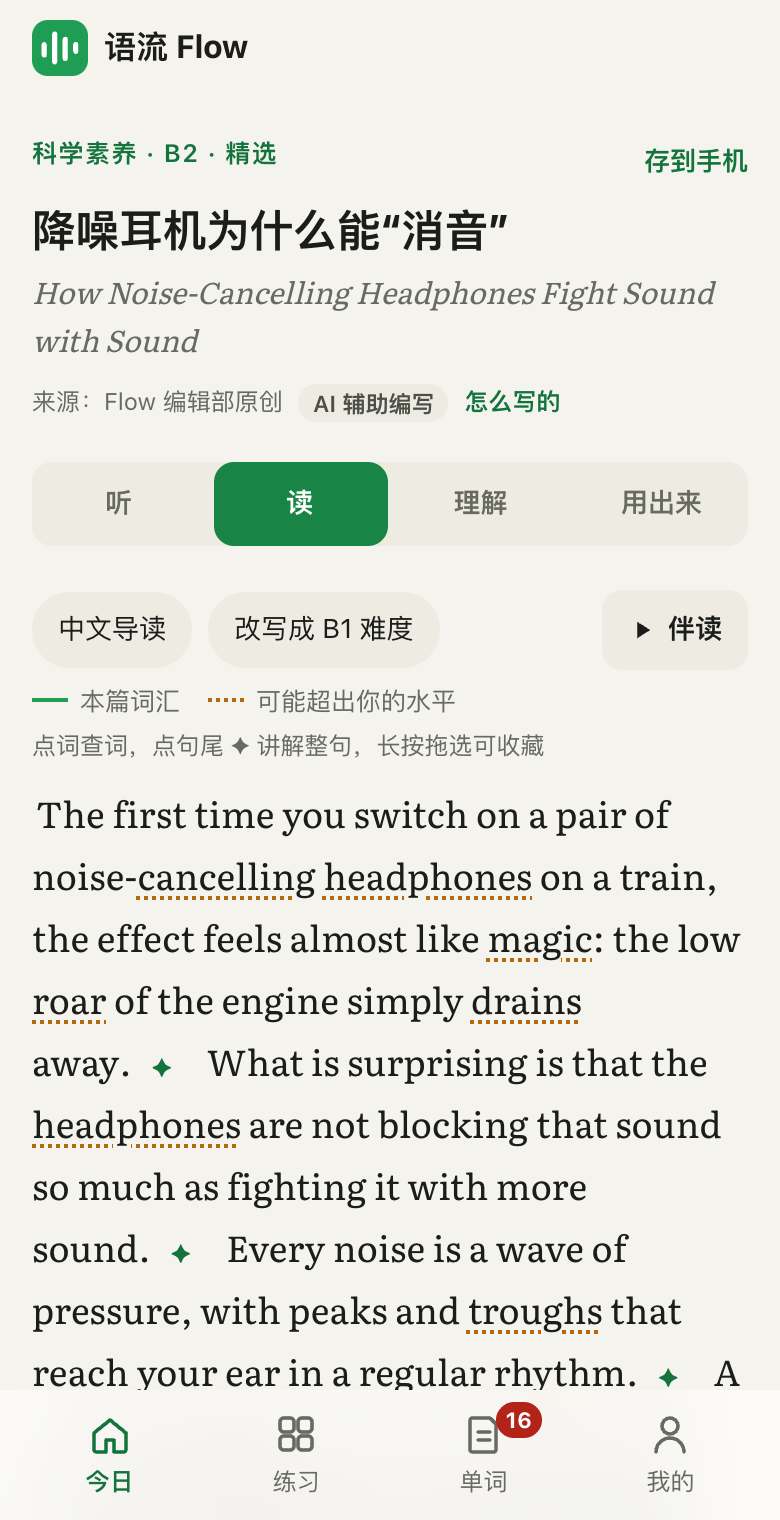 语流 Flow
科学素养 · B2 · 精选
存到手机
降噪耳机为什么能“消音”
How Noise-Cancelling Headphones Fight Sound
with Sound
来源：Flow 编辑部原创 AI 辅助编写 怎么写的
听 读 理解 用出来
中文导读 改写成 B1 难度 ▶ 伴读
本篇词汇 可能超出你的水平
点词查词，点句尾 ✦ 讲解整句，长按拖选可收藏
The first time you switch on a pair of
noise-cancelling headphones on a train,
the effect feels almost like magic: the low
roar of the engine simply drains
away. ✦ What is surprising is that the
headphones are not blocking that sound
so much as fighting it with more
sound. ✦ Every noise is a wave of
pressure, with peaks and troughs that
reach your ear in a regular rhythm. ✦ A
16
今日 练习 单词 我的